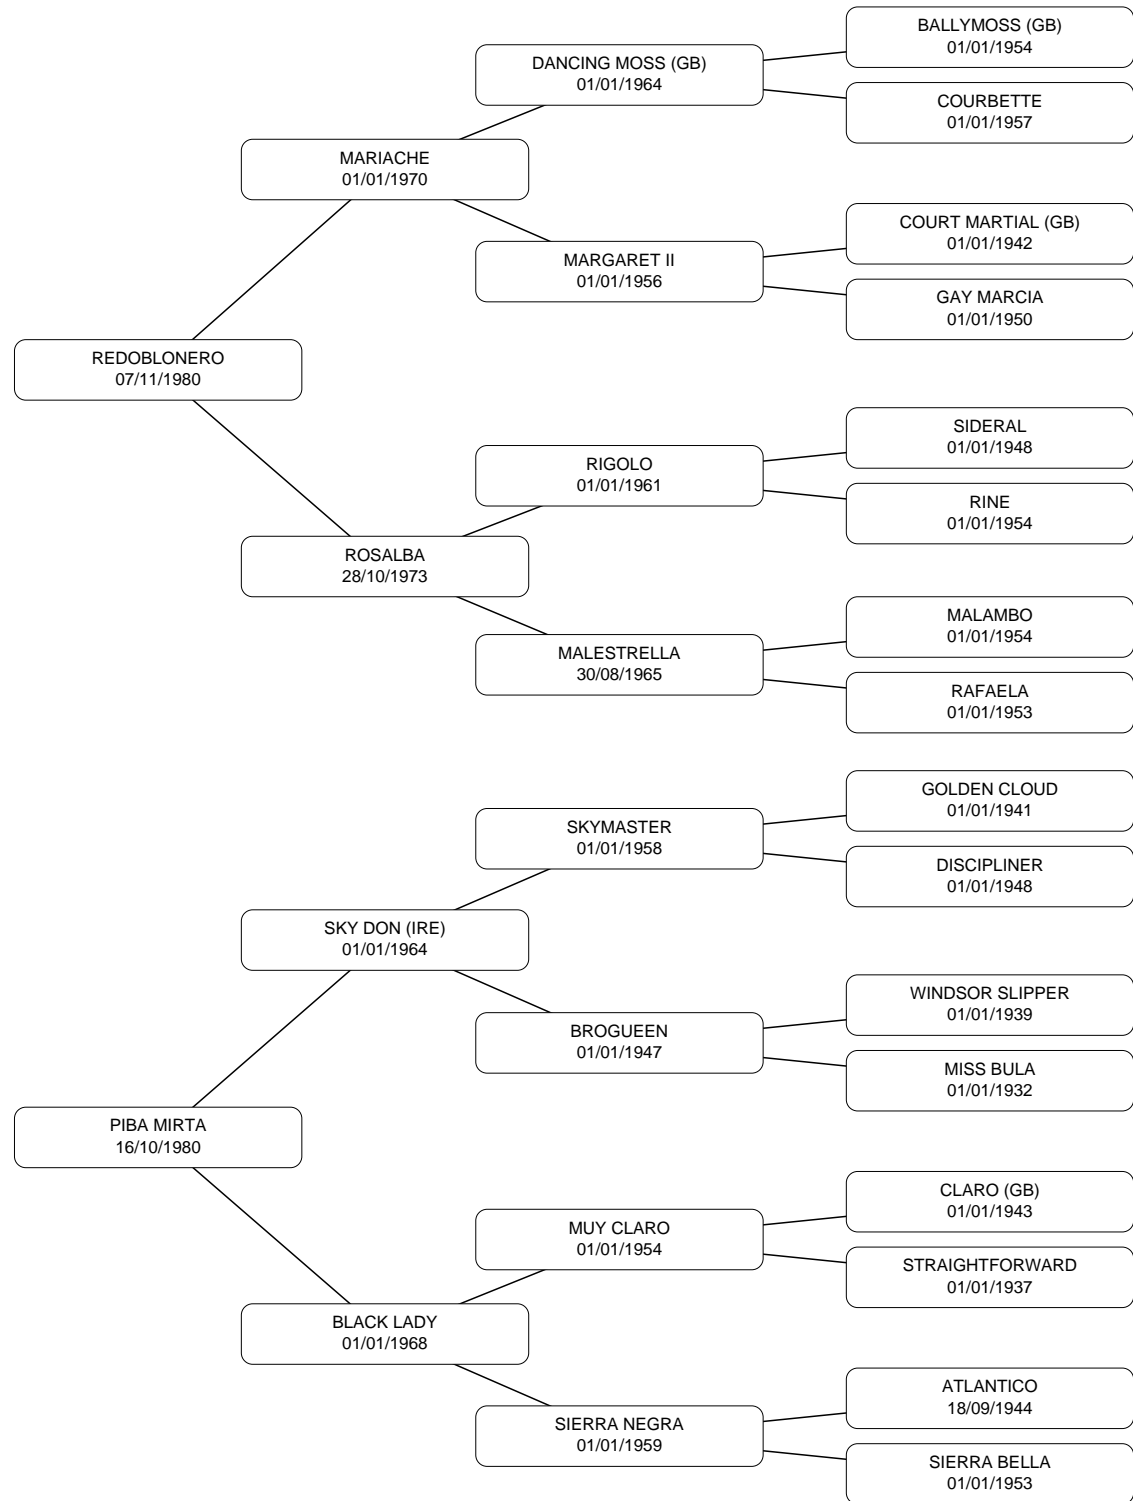 BALLYMOSS (GB)
01/01/1954
DANCING MOSS (GB)
01/01/1964
COURBETTE
01/01/1957
MARIACHE
01/01/1970
COURT MARTIAL (GB)
01/01/1942
MARGARET II
01/01/1956
GAY MARCIA
01/01/1950
REDOBLONERO
07/11/1980
SIDERAL
01/01/1948
RIGOLO
01/01/1961
RINE
01/01/1954
ROSALBA
28/10/1973
MALAMBO
01/01/1954
MALESTRELLA
30/08/1965
RAFAELA
01/01/1953
GOLDEN CLOUD
01/01/1941
SKYMASTER
01/01/1958
DISCIPLINER
01/01/1948
SKY DON (IRE)
01/01/1964
WINDSOR SLIPPER
01/01/1939
BROGUEEN
01/01/1947
MISS BULA
01/01/1932
PIBA MIRTA
16/10/1980
CLARO (GB)
01/01/1943
MUY CLARO
01/01/1954
STRAIGHTFORWARD
01/01/1937
BLACK LADY
01/01/1968
ATLANTICO
18/09/1944
SIERRA NEGRA
01/01/1959
SIERRA BELLA
01/01/1953